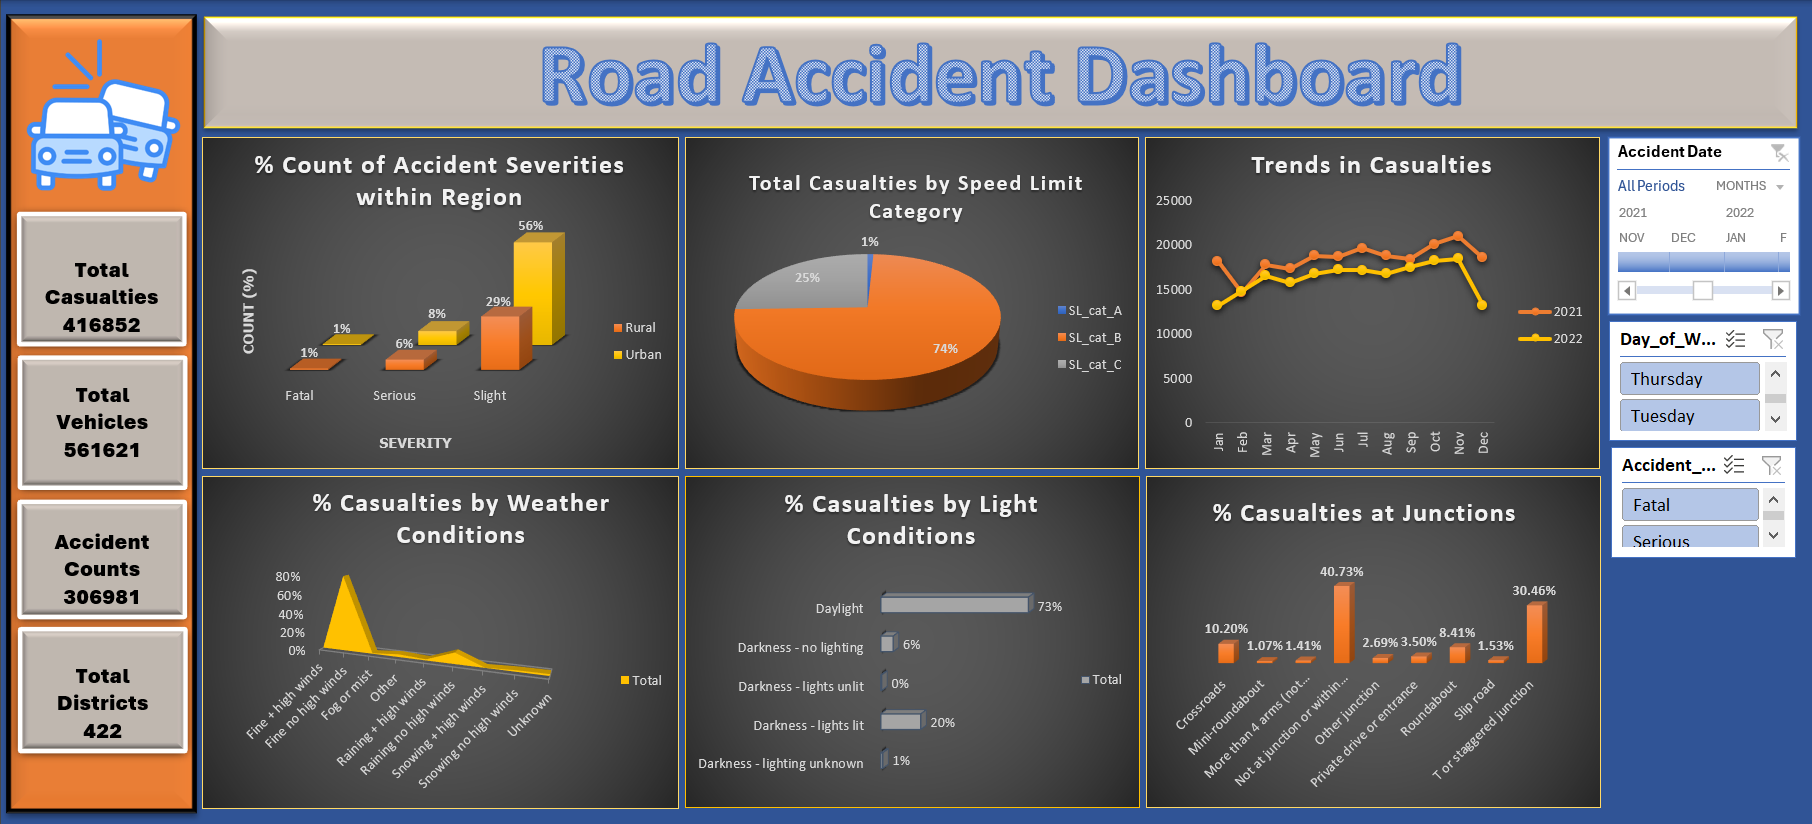 Road Accident Dashboard
Total
Casualties
416852
Total
Vehicles
561621
Accident
Counts
306981
Total
Districts
422
% Count of Accident Severities
within Region
COUNT (%)
1%
1%
6%
8%
29%
56%
Fatal
Serious
Slight
SEVERITY
Rural
Urban
Total Casualties by Speed Limit
Category
1%
25%
74%
SL_cat_A
SL_cat_B
SL_cat_C
Trends in Casualties
25000
20000
15000
10000
5000
0
Jan
Feb
Mar
Apr
May
Jun
Jul
Aug
Sep
Oct
Nov
Dec
2021
2022
Accident Date
All Periods
MONTHS
2021 2022
NOV DEC JAN F
Day_of_W...
Thursday
Tuesday
Accident_...
Fatal
Serious
% Casualties by Weather
Conditions
80%
60%
40%
20%
0%
Fine + high winds
Fine no high winds
Fog or mist
Other
Raining + high winds
Raining no high winds
Snowing + high winds
Snowing no high winds
Unknown
Total
% Casualties by Light
Conditions
Daylight 73%
Darkness - no lighting 6%
Darkness - lights unlit 0%
Darkness - lights lit 20%
Darkness - lighting unknown 1%
Total
% Casualties at Junctions
10.20%
1.07%
1.41%
40.73%
2.69%
3.50%
8.41%
1.53%
30.46%
Crossroads
Mini-roundabout
More than 4 arms (not...
Not at junction or within...
Other junction
Private drive or entrance
Roundabout
Slip road
T or staggered junction